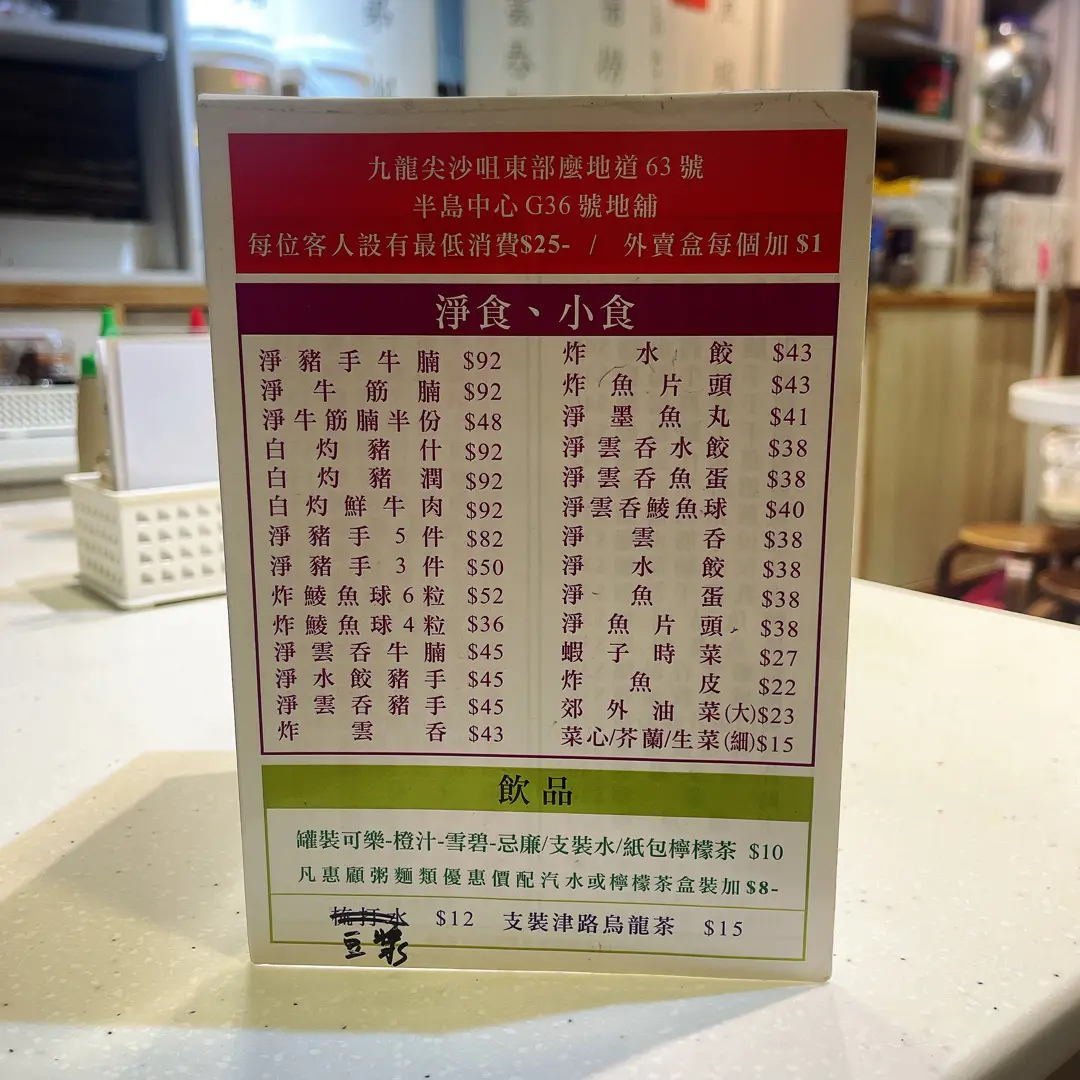 九龍尖沙咀東部麼地道 63 號
半島中心 G36 號地舖
每位客人設有最低消費$25- / 外賣盒每個加 $1
淨食、小食
淨豬手牛腩 $92
淨牛筋腩 $92
淨牛筋腩半份 $48
白灼豬什 $92
白灼豬潤 $92
白灼鮮牛肉 $92
淨豬手5件 $82
淨豬手3件 $50
炸鯪魚球6粒 $52
炸鯪魚球4粒 $36
淨雲吞牛腩 $45
淨水餃豬手 $45
淨雲吞豬手 $45
炸雲吞 $43
炸水餃 $43
炸魚片頭 $43
淨墨魚丸 $41
淨雲吞水餃 $38
淨雲吞魚蛋 $38
淨雲吞鯪魚球 $40
淨雲吞 $38
淨水餃 $38
淨魚蛋 $38
淨魚片頭 $38
蝦子時菜 $27
炸魚皮 $22
郊外油菜(大)$23
菜心/芥蘭/生菜(細)$15
飲品
罐裝可樂-橙汁-雪碧-忌廉/支裝水/紙包檸檬茶 $10
凡惠顧粥麵類優惠價配汽水或檸檬茶盒裝加 $8-
梳打水 $12 支裝津路烏龍茶 $15
豆漿